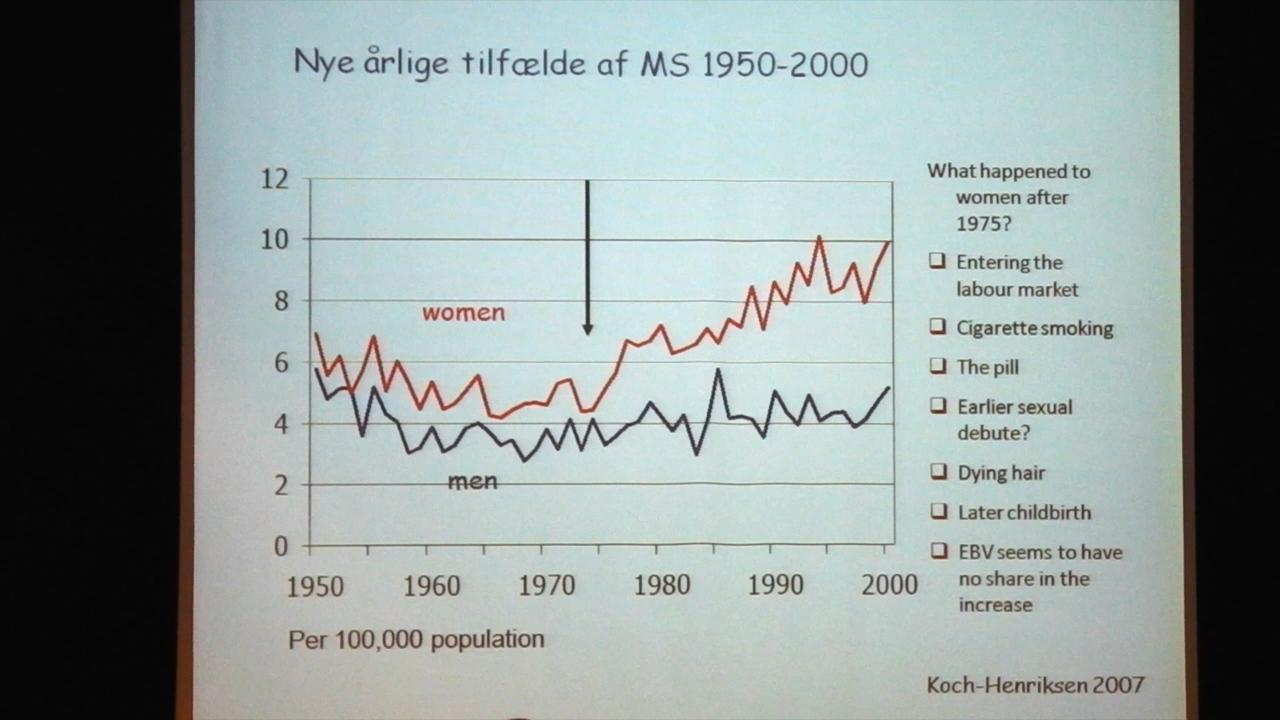 Nye årlige tilfælde af MS 1950-2000
12
10
8
6
4
2
0
women
men
1950 1960 1970 1980 1990 2000
Per 100,000 population
What happened to
women after
1975?
Entering the
labour market
Cigarette smoking
The pill
Earlier sexual
debute?
Dying hair
Later childbirth
EBV seems to have
no share in the
increase
Koch-Henriksen 2007